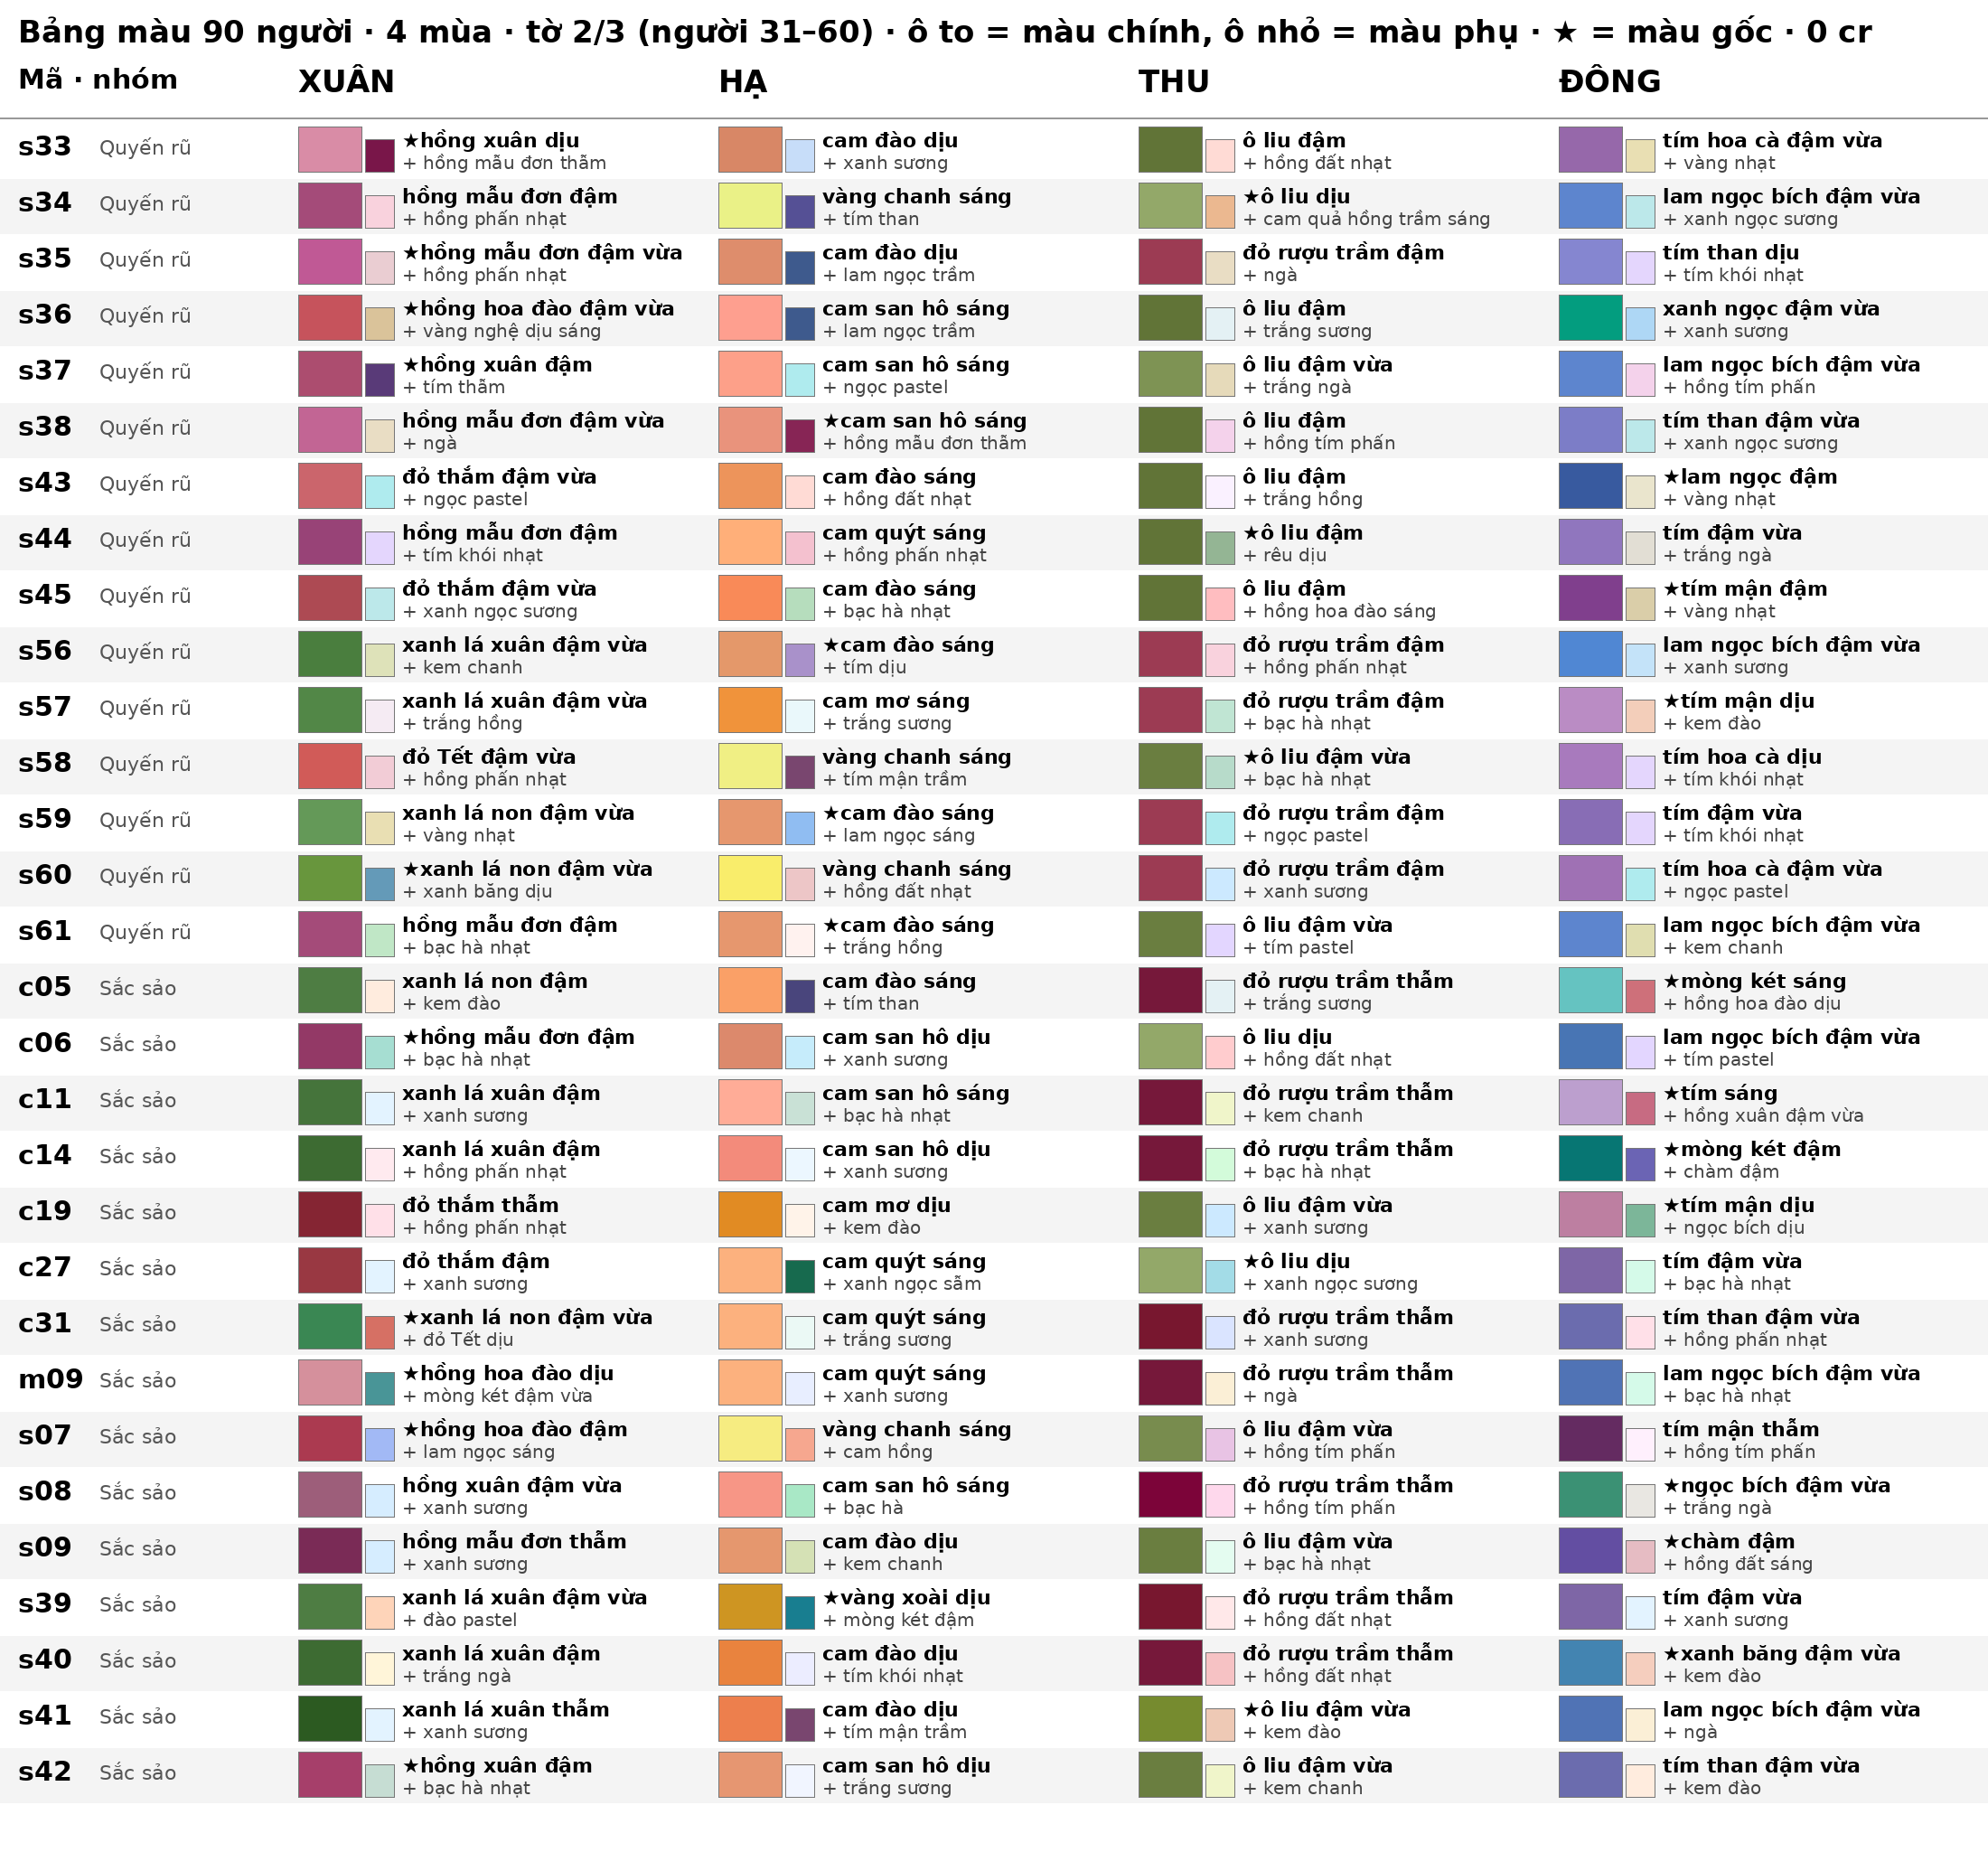 Bảng màu 90 người · 4 mùa · tờ 2/3 (người 31–60) · ô to = màu chính, ô nhỏ = màu phụ · ★ = màu gốc · 0 cr
Mã · nhóm XUÂN HẠ THU ĐÔNG
s33 Quyến rũ ★hồng xuân dịu cam đào dịu ô liu đậm tím hoa cà đậm vừa
+ hồng mẫu đơn thẫm + xanh sương + hồng đất nhạt + vàng nhạt
s34 Quyến rũ hồng mẫu đơn đậm vàng chanh sáng ★ô liu dịu lam ngọc bích đậm vừa
+ hồng phấn nhạt + tím than + cam quả hồng trầm sáng + xanh ngọc sương
s35 Quyến rũ ★hồng mẫu đơn đậm vừa cam đào dịu đỏ rượu trầm đậm tím than dịu
+ hồng phấn nhạt + lam ngọc trầm + ngà + tím khói nhạt
s36 Quyến rũ ★hồng hoa đào đậm vừa cam san hô sáng ô liu đậm xanh ngọc đậm vừa
+ vàng nghệ dịu sáng + lam ngọc trầm + trắng sương + xanh sương
s37 Quyến rũ ★hồng xuân đậm cam san hô sáng ô liu đậm vừa lam ngọc bích đậm vừa
+ tím thẫm + ngọc pastel + trắng ngà + hồng tím phấn
s38 Quyến rũ hồng mẫu đơn đậm vừa ★cam san hô sáng ô liu đậm tím than đậm vừa
+ ngà + hồng mẫu đơn thẫm + hồng tím phấn + xanh ngọc sương
s43 Quyến rũ đỏ thắm đậm vừa cam đào sáng ô liu đậm ★lam ngọc đậm
+ ngọc pastel + hồng đất nhạt + trắng hồng + vàng nhạt
s44 Quyến rũ hồng mẫu đơn đậm cam quýt sáng ★ô liu đậm tím đậm vừa
+ tím khói nhạt + hồng phấn nhạt + rêu dịu + trắng ngà
s45 Quyến rũ đỏ thắm đậm vừa cam đào sáng ô liu đậm ★tím mận đậm
+ xanh ngọc sương + bạc hà nhạt + hồng hoa đào sáng + vàng nhạt
s56 Quyến rũ xanh lá xuân đậm vừa ★cam đào sáng đỏ rượu trầm đậm lam ngọc bích đậm vừa
+ kem chanh + tím dịu + hồng phấn nhạt + xanh sương
s57 Quyến rũ xanh lá xuân đậm vừa cam mơ sáng đỏ rượu trầm đậm ★tím mận dịu
+ trắng hồng + trắng sương + bạc hà nhạt + kem đào
s58 Quyến rũ đỏ Tết đậm vừa vàng chanh sáng ★ô liu đậm vừa tím hoa cà dịu
+ hồng phấn nhạt + tím mận trầm + bạc hà nhạt + tím khói nhạt
s59 Quyến rũ xanh lá non đậm vừa ★cam đào sáng đỏ rượu trầm đậm tím đậm vừa
+ vàng nhạt + lam ngọc sáng + ngọc pastel + tím khói nhạt
s60 Quyến rũ ★xanh lá non đậm vừa vàng chanh sáng đỏ rượu trầm đậm tím hoa cà đậm vừa
+ xanh băng dịu + hồng đất nhạt + xanh sương + ngọc pastel
s61 Quyến rũ hồng mẫu đơn đậm ★cam đào sáng ô liu đậm vừa lam ngọc bích đậm vừa
+ bạc hà nhạt + trắng hồng + tím pastel + kem chanh
c05 Sắc sảo xanh lá non đậm cam đào sáng đỏ rượu trầm thẫm ★mòng két sáng
+ kem đào + tím than + trắng sương + hồng hoa đào dịu
c06 Sắc sảo ★hồng mẫu đơn đậm cam san hô dịu ô liu dịu lam ngọc bích đậm vừa
+ bạc hà nhạt + xanh sương + hồng đất nhạt + tím pastel
c11 Sắc sảo xanh lá xuân đậm cam san hô sáng đỏ rượu trầm thẫm ★tím sáng
+ xanh sương + bạc hà nhạt + kem chanh + hồng xuân đậm vừa
c14 Sắc sảo xanh lá xuân đậm cam san hô dịu đỏ rượu trầm thẫm ★mòng két đậm
+ hồng phấn nhạt + xanh sương + bạc hà nhạt + chàm đậm
c19 Sắc sảo đỏ thắm thẫm cam mơ dịu ô liu đậm vừa ★tím mận dịu
+ hồng phấn nhạt + kem đào + xanh sương + ngọc bích dịu
c27 Sắc sảo đỏ thắm đậm cam quýt sáng ★ô liu dịu tím đậm vừa
+ xanh sương + xanh ngọc sẫm + xanh ngọc sương + bạc hà nhạt
c31 Sắc sảo ★xanh lá non đậm vừa cam quýt sáng đỏ rượu trầm thẫm tím than đậm vừa
+ đỏ Tết dịu + trắng sương + xanh sương + hồng phấn nhạt
m09 Sắc sảo ★hồng hoa đào dịu cam quýt sáng đỏ rượu trầm thẫm lam ngọc bích đậm vừa
+ mòng két đậm vừa + xanh sương + ngà + bạc hà nhạt
s07 Sắc sảo ★hồng hoa đào đậm vàng chanh sáng ô liu đậm vừa tím mận thẫm
+ lam ngọc sáng + cam hồng + hồng tím phấn + hồng tím phấn
s08 Sắc sảo hồng xuân đậm vừa cam san hô sáng đỏ rượu trầm thẫm ★ngọc bích đậm vừa
+ xanh sương + bạc hà + hồng tím phấn + trắng ngà
s09 Sắc sảo hồng mẫu đơn thẫm cam đào dịu ô liu đậm vừa ★chàm đậm
+ xanh sương + kem chanh + bạc hà nhạt + hồng đất sáng
s39 Sắc sảo xanh lá xuân đậm vừa ★vàng xoài dịu đỏ rượu trầm thẫm tím đậm vừa
+ đào pastel + mòng két đậm + hồng đất nhạt + xanh sương
s40 Sắc sảo xanh lá xuân đậm cam đào dịu đỏ rượu trầm thẫm ★xanh băng đậm vừa
+ trắng ngà + tím khói nhạt + hồng đất nhạt + kem đào
s41 Sắc sảo xanh lá xuân thẫm cam đào dịu ★ô liu đậm vừa lam ngọc bích đậm vừa
+ xanh sương + tím mận trầm + kem đào + ngà
s42 Sắc sảo ★hồng xuân đậm cam san hô dịu ô liu đậm vừa tím than đậm vừa
+ bạc hà nhạt + trắng sương + kem chanh + kem đào